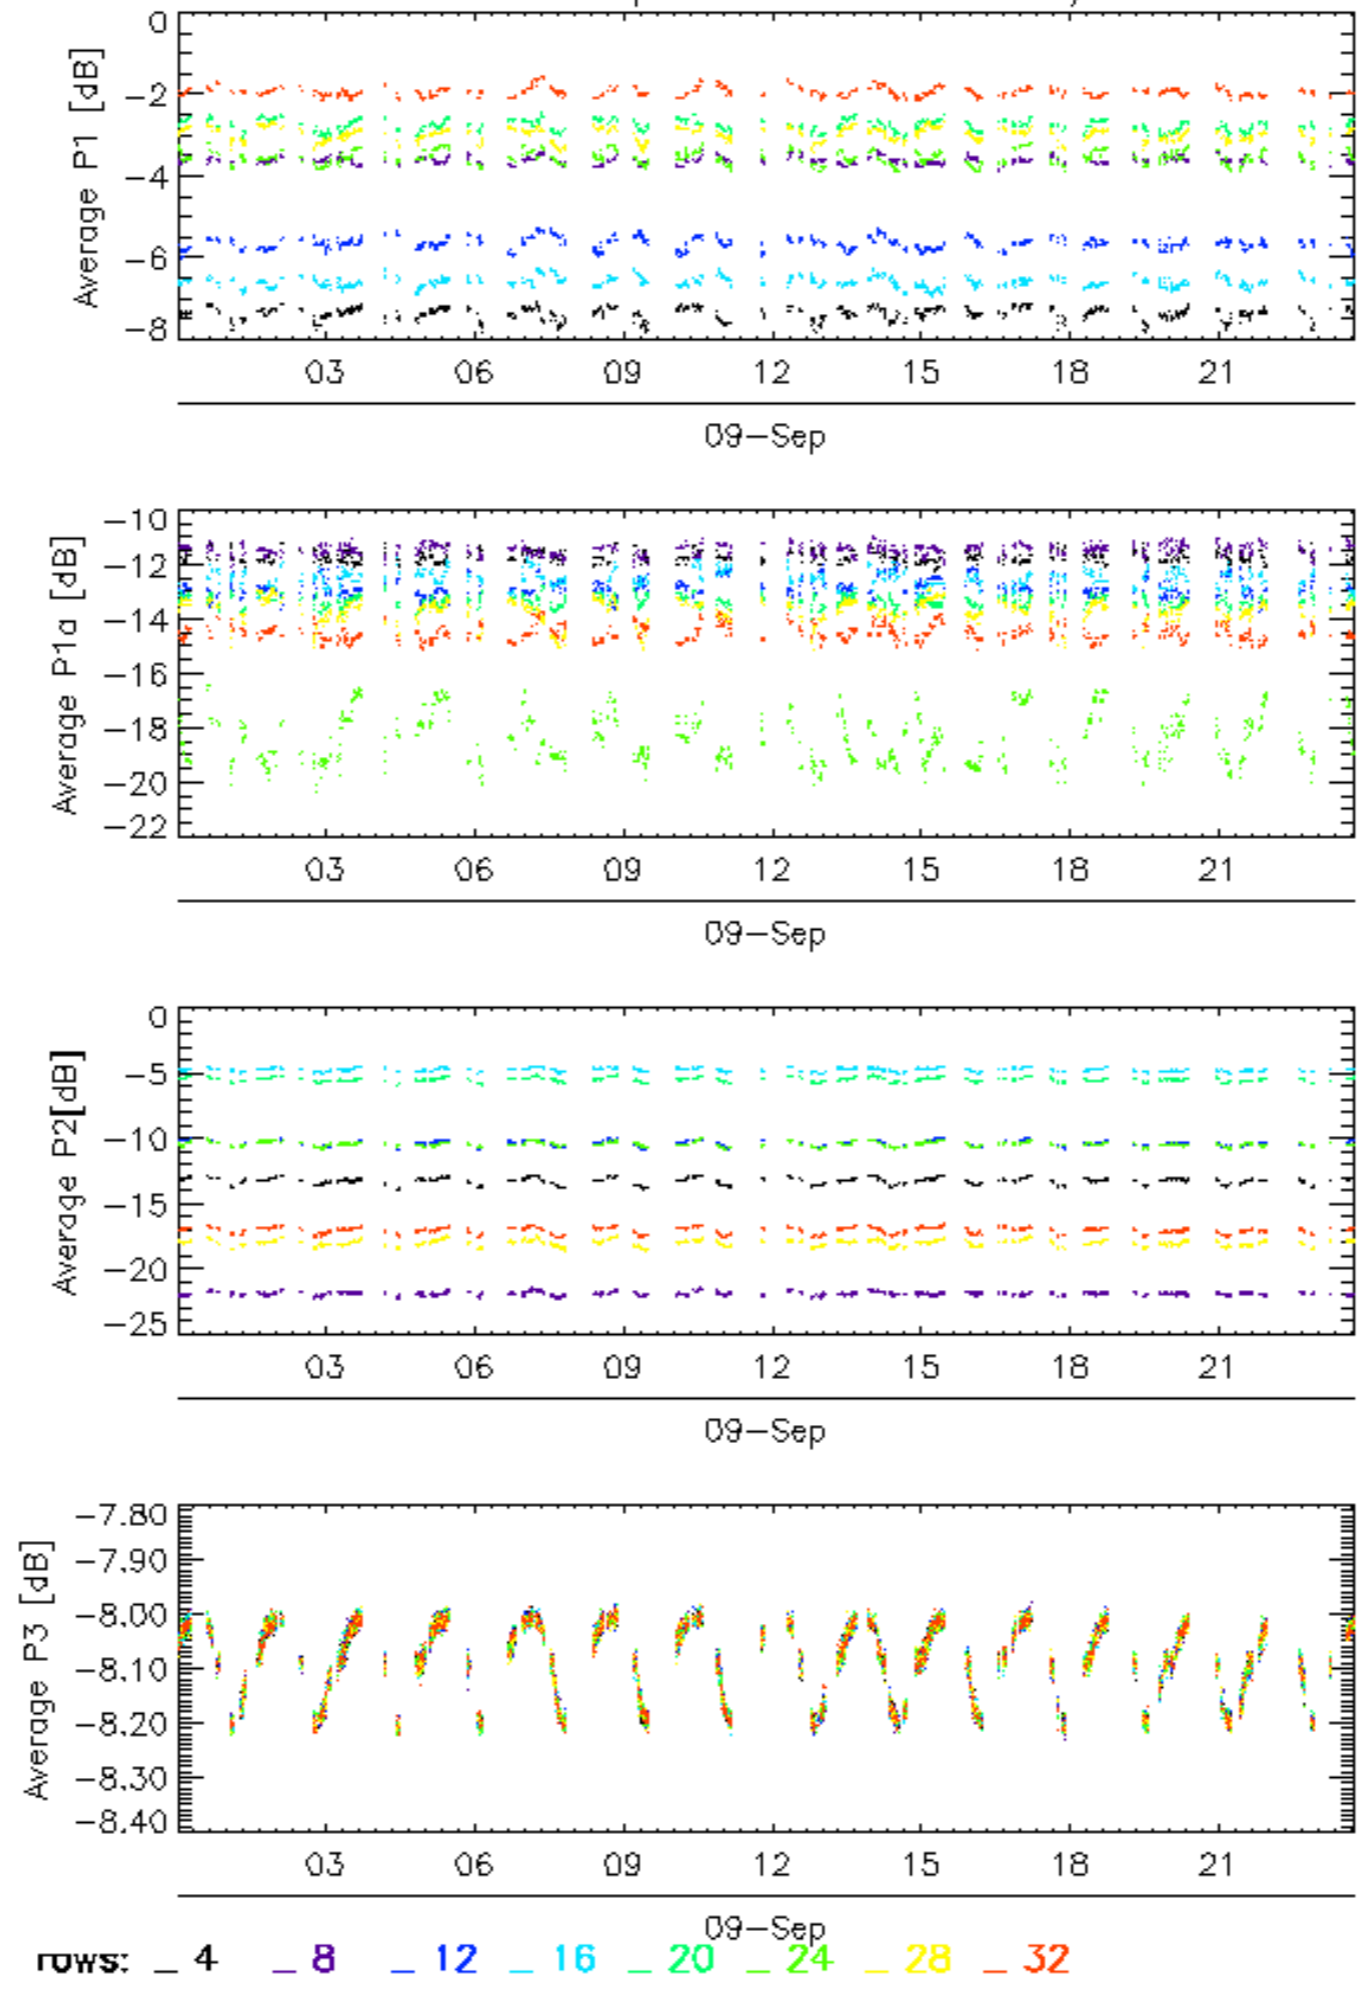 0
-2
-4
-6
-8
Average P1 [dB]
03 06 09 12 15 18 21
09-Sep
-10
-12
-14
-16
-18
-20
-22
Average P1a [dB]
03 06 09 12 15 18 21
09-Sep
0
-5
-10
-15
-20
-25
Average P2[dB]
03 06 09 12 15 18 21
09-Sep
-7.80
-7.90
-8.00
-8.10
-8.20
-8.30
-8.40
Average P3 [dB]
03 06 09 12 15 18 21
09-Sep
rows: _ 4 _ 8 _ 12 _ 16 _ 20 _ 24 _ 28 _ 32